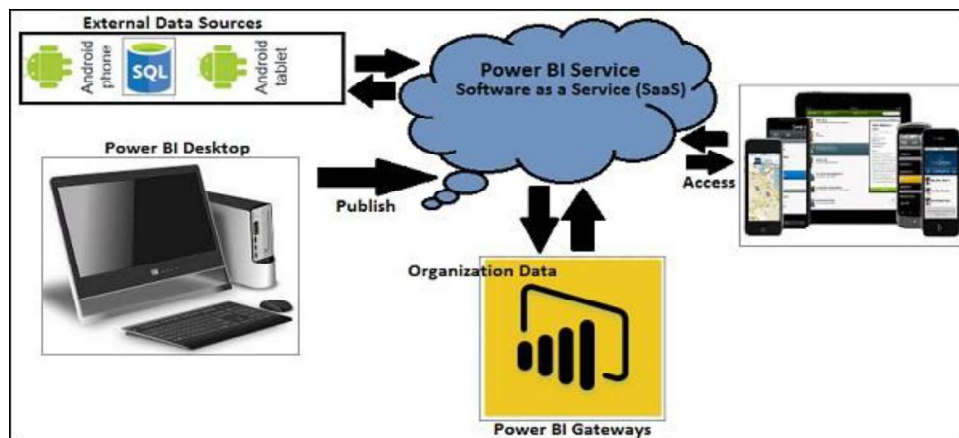 External Data Sources
Android phone
SQL
Android tablet
Power BI Service
Software as a Service (SaaS)
Power BI Desktop
Publish
Access
Organization Data
Power BI Gateways